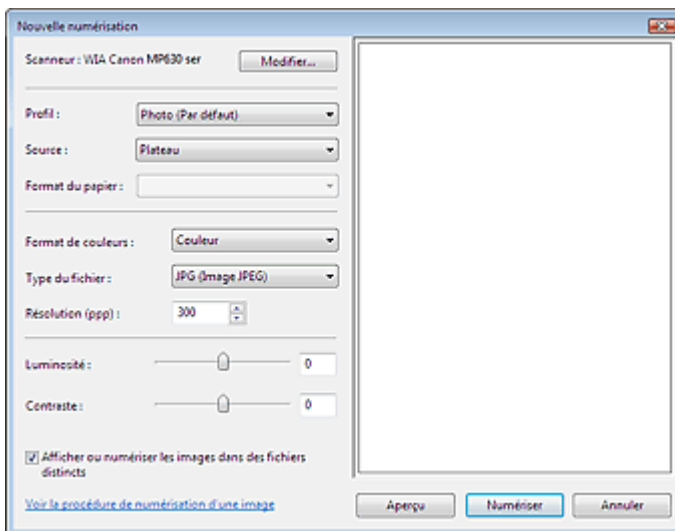 Nouvelle numérisation
Scanneur : WIA Canon MP630 ser
Modifier...
Profil :
Photo (Par défaut)
Source :
Plateau
Format du papier :
Format de couleurs :
Couleur
Type du fichier :
JPG (Image JPEG)
Résolution (ppp) :
300
Luminosité :
0
Contraste :
0
Afficher ou numériser les images dans des fichiers
distincts
Voir la procédure de numérisation d'une image
Aperçu
Numériser
Annuler